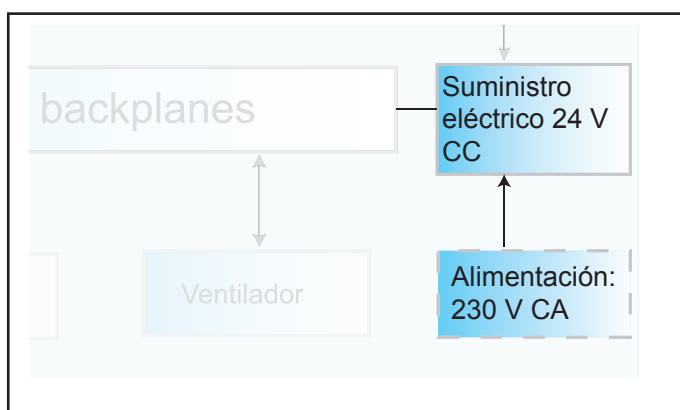 backplanes
Suministro
eléctrico 24 V
CC
Ventilador
Alimentación:
230 V CA